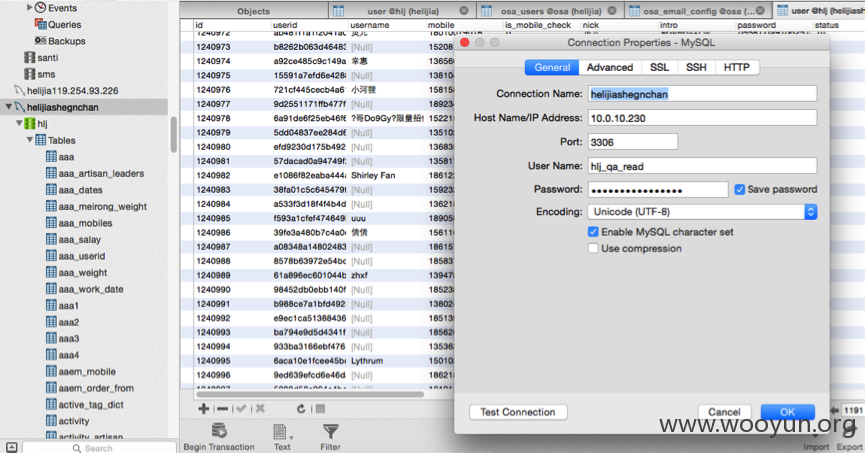 Objects
user @hlj (helijia)
osa_users @osa (helijia)
osa_email_config @osa (...
user @hlj (helijiash
Events
Queries
Backups
santi
sms
helijia119.254.93.226
helijiashegnchan
hlj
Tables
aaa
aaa_artisan_leaders
aaa_dates
aaa_meirong_weight
aaa_mobiles
aaa_salay
aaa_userid
aaa_weight
aaa_work_date
aaa1
aaa2
aaa3
aaa4
aaem_mobile
aaem_order_from
active_tag_dict
activity
activity_artisan
Search
id userid username mobile is_mobile_check nick intro password status
1240972
1240973 b8262b063d46483 [Null] 15208
1240974 a92ce485c9c149a 幸惠 13656
1240975 15591a7efd6e428 [Null] 13810
1240976 721cf445cecb4a6 小河狸 15815
1240977 9d2551171ffb477f [Null] 18923
1240978 6a91de6f25eb46f6 ?哥Do9Gy?限量招 15221
1240979 5dd04837ee284d6 [Null] 13510
1240980 efd9230d175b492 [Null] 13683
1240981 57dacad0a94749f [Null] 13581
1240982 e1086f82eaba444 Shirley Fan 18612
1240983 38fa01c5c645479 [Null] 15923
1240984 a533f3d18f4f4b4d [Null] 13621
1240985 f593a1cfef474649 uuu 18905
1240986 39fe3a480b7c4a0 倩倩 15611
1240987 a08348a14802483 [Null] 18615
1240988 8578b63972e54bc [Null] 18583
1240989 61a896ec601044b zhxf 13947
1240990 98452db0ebb140f [Null] 18523
1240991 b988ce7a1bfd492 [Null] 13802
1240992 e9ec1ca51388436 [Null] 18513
1240993 ba794e9d5d4341f [Null] 18562
1240994 933ba3166ebf476 [Null] 13536
1240995 6aca10e1fcee45b Lythrum 15010
1240996 9ed639efcd6e46d [Null] 18621
Begin Transaction
Text
Filter
Connection Properties - MySQL
General
Advanced
SSL
SSH
HTTP
Connection Name: helijiashegnchan
Host Name/IP Address: 10.0.10.230
Port: 3306
User Name: hlj_qa_read
Password: ••••••••••••••••
Save password
Encoding: Unicode (UTF-8)
Enable MySQL character set
Use compression
Test Connection
Cancel
OK
1191
Import
Export
www.wooyun.org